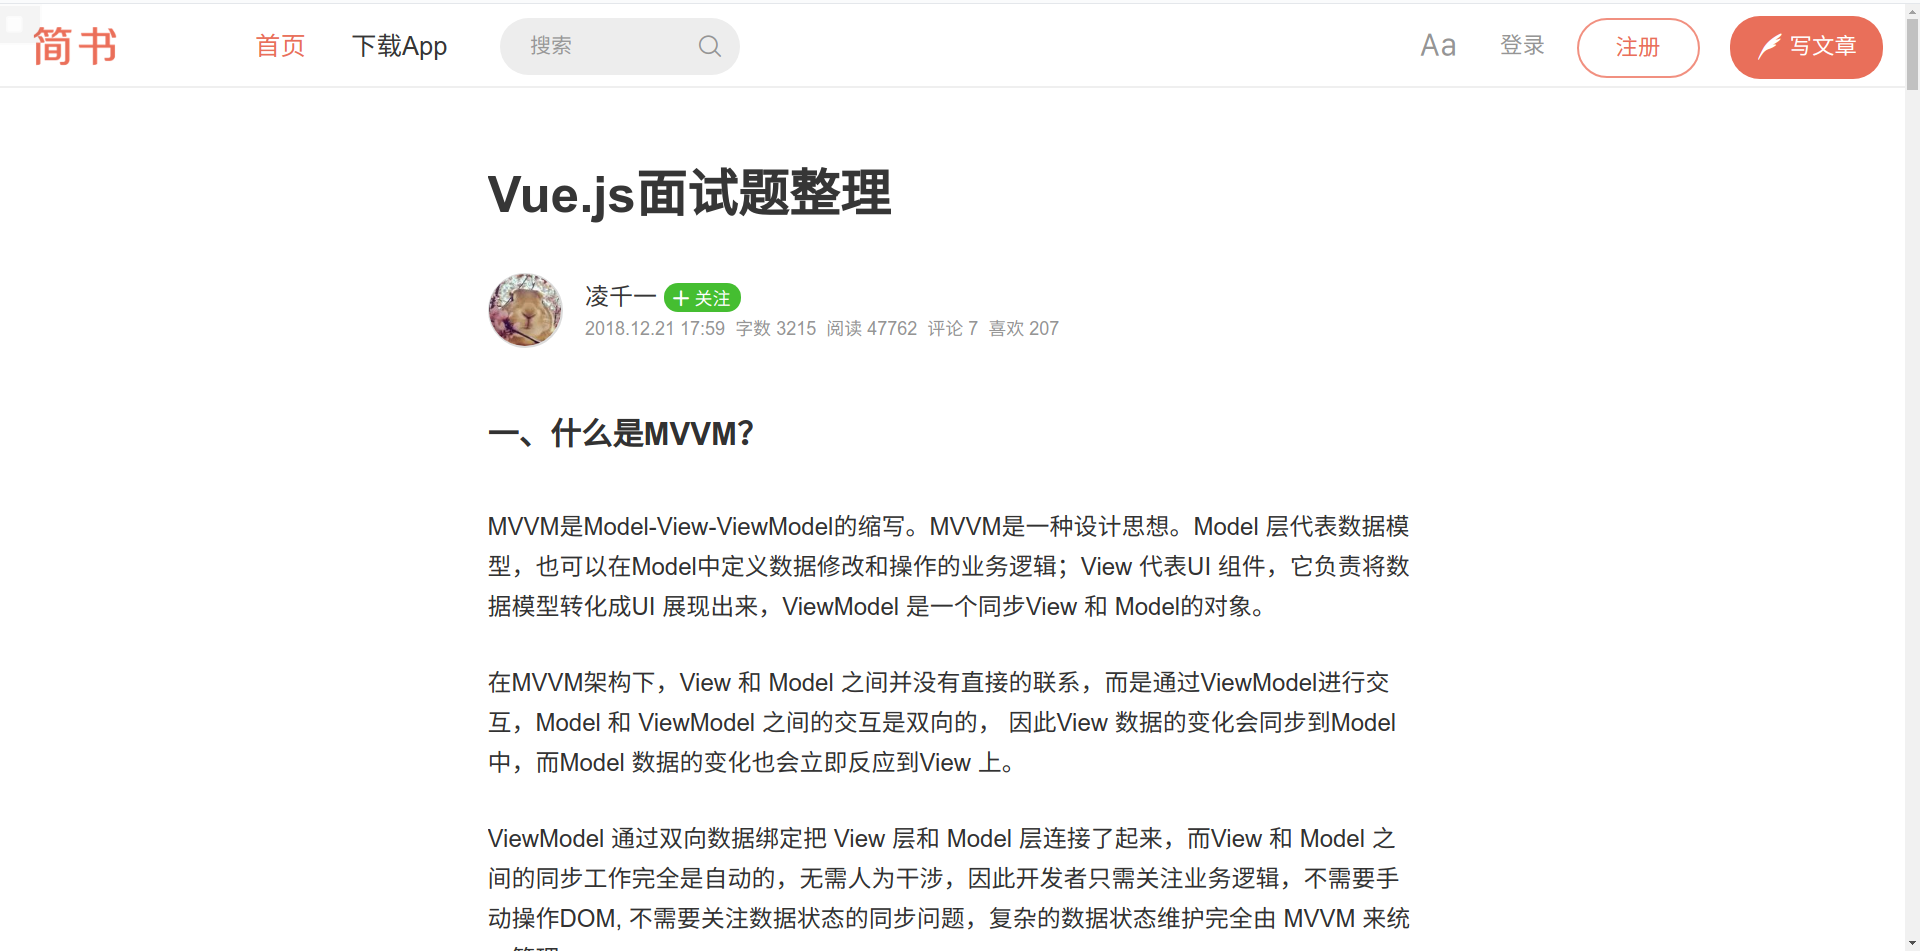 简书
首页
下载App
搜索
Aa
登录
注册
写文章
Vue.js面试题整理
凌千一
关注
2018.12.21 17:59 字数 3215 阅读 47762 评论 7 喜欢 207
一、什么是MVVM?
MVVM是Model-View-ViewModel的缩写。MVVM是一种设计思想。Model 层代表数据模
型，也可以在Model中定义数据修改和操作的业务逻辑；View 代表UI 组件，它负责将数
据模型转化成UI 展现出来，ViewModel 是一个同步View 和 Model的对象。
在MVVM架构下，View 和 Model 之间并没有直接的联系，而是通过ViewModel进行交
互，Model 和 ViewModel 之间的交互是双向的， 因此View 数据的变化会同步到Model
中，而Model 数据的变化也会立即反应到View 上。
ViewModel 通过双向数据绑定把 View 层和 Model 层连接了起来，而View 和 Model 之
间的同步工作完全是自动的，无需人为干涉，因此开发者只需关注业务逻辑，不需要手
动操作DOM, 不需要关注数据状态的同步问题，复杂的数据状态维护完全由 MVVM 来统